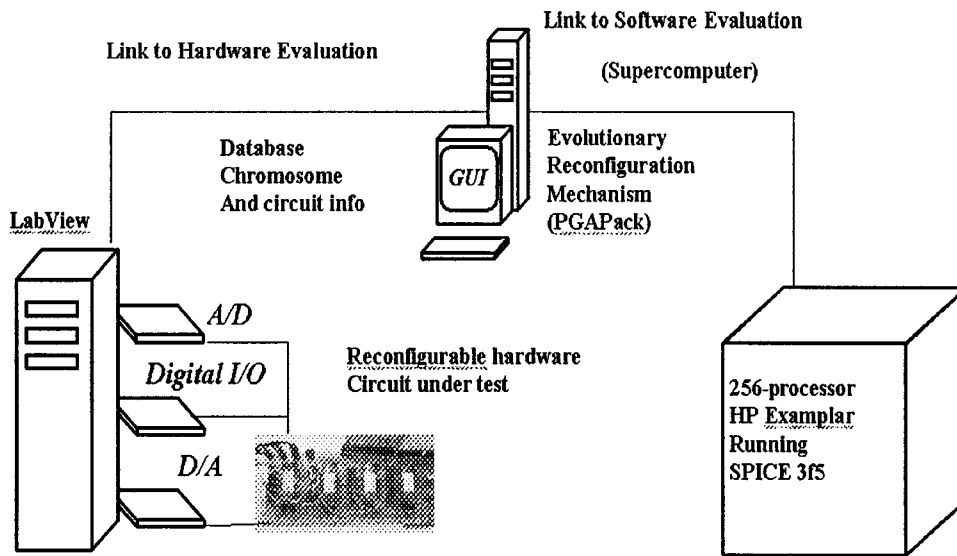 Link to Software Evaluation
Link to Hardware Evaluation
(Supercomputer)
Database
Chromosome
And circuit info
GUI
Evolutionary
Reconfiguration
Mechanism
(PGAPack)
LabView
A/D
Digital I/O
D/A
Reconfigurable hardware
Circuit under test
256-processor
HP Examplar
Running
SPICE 3f5